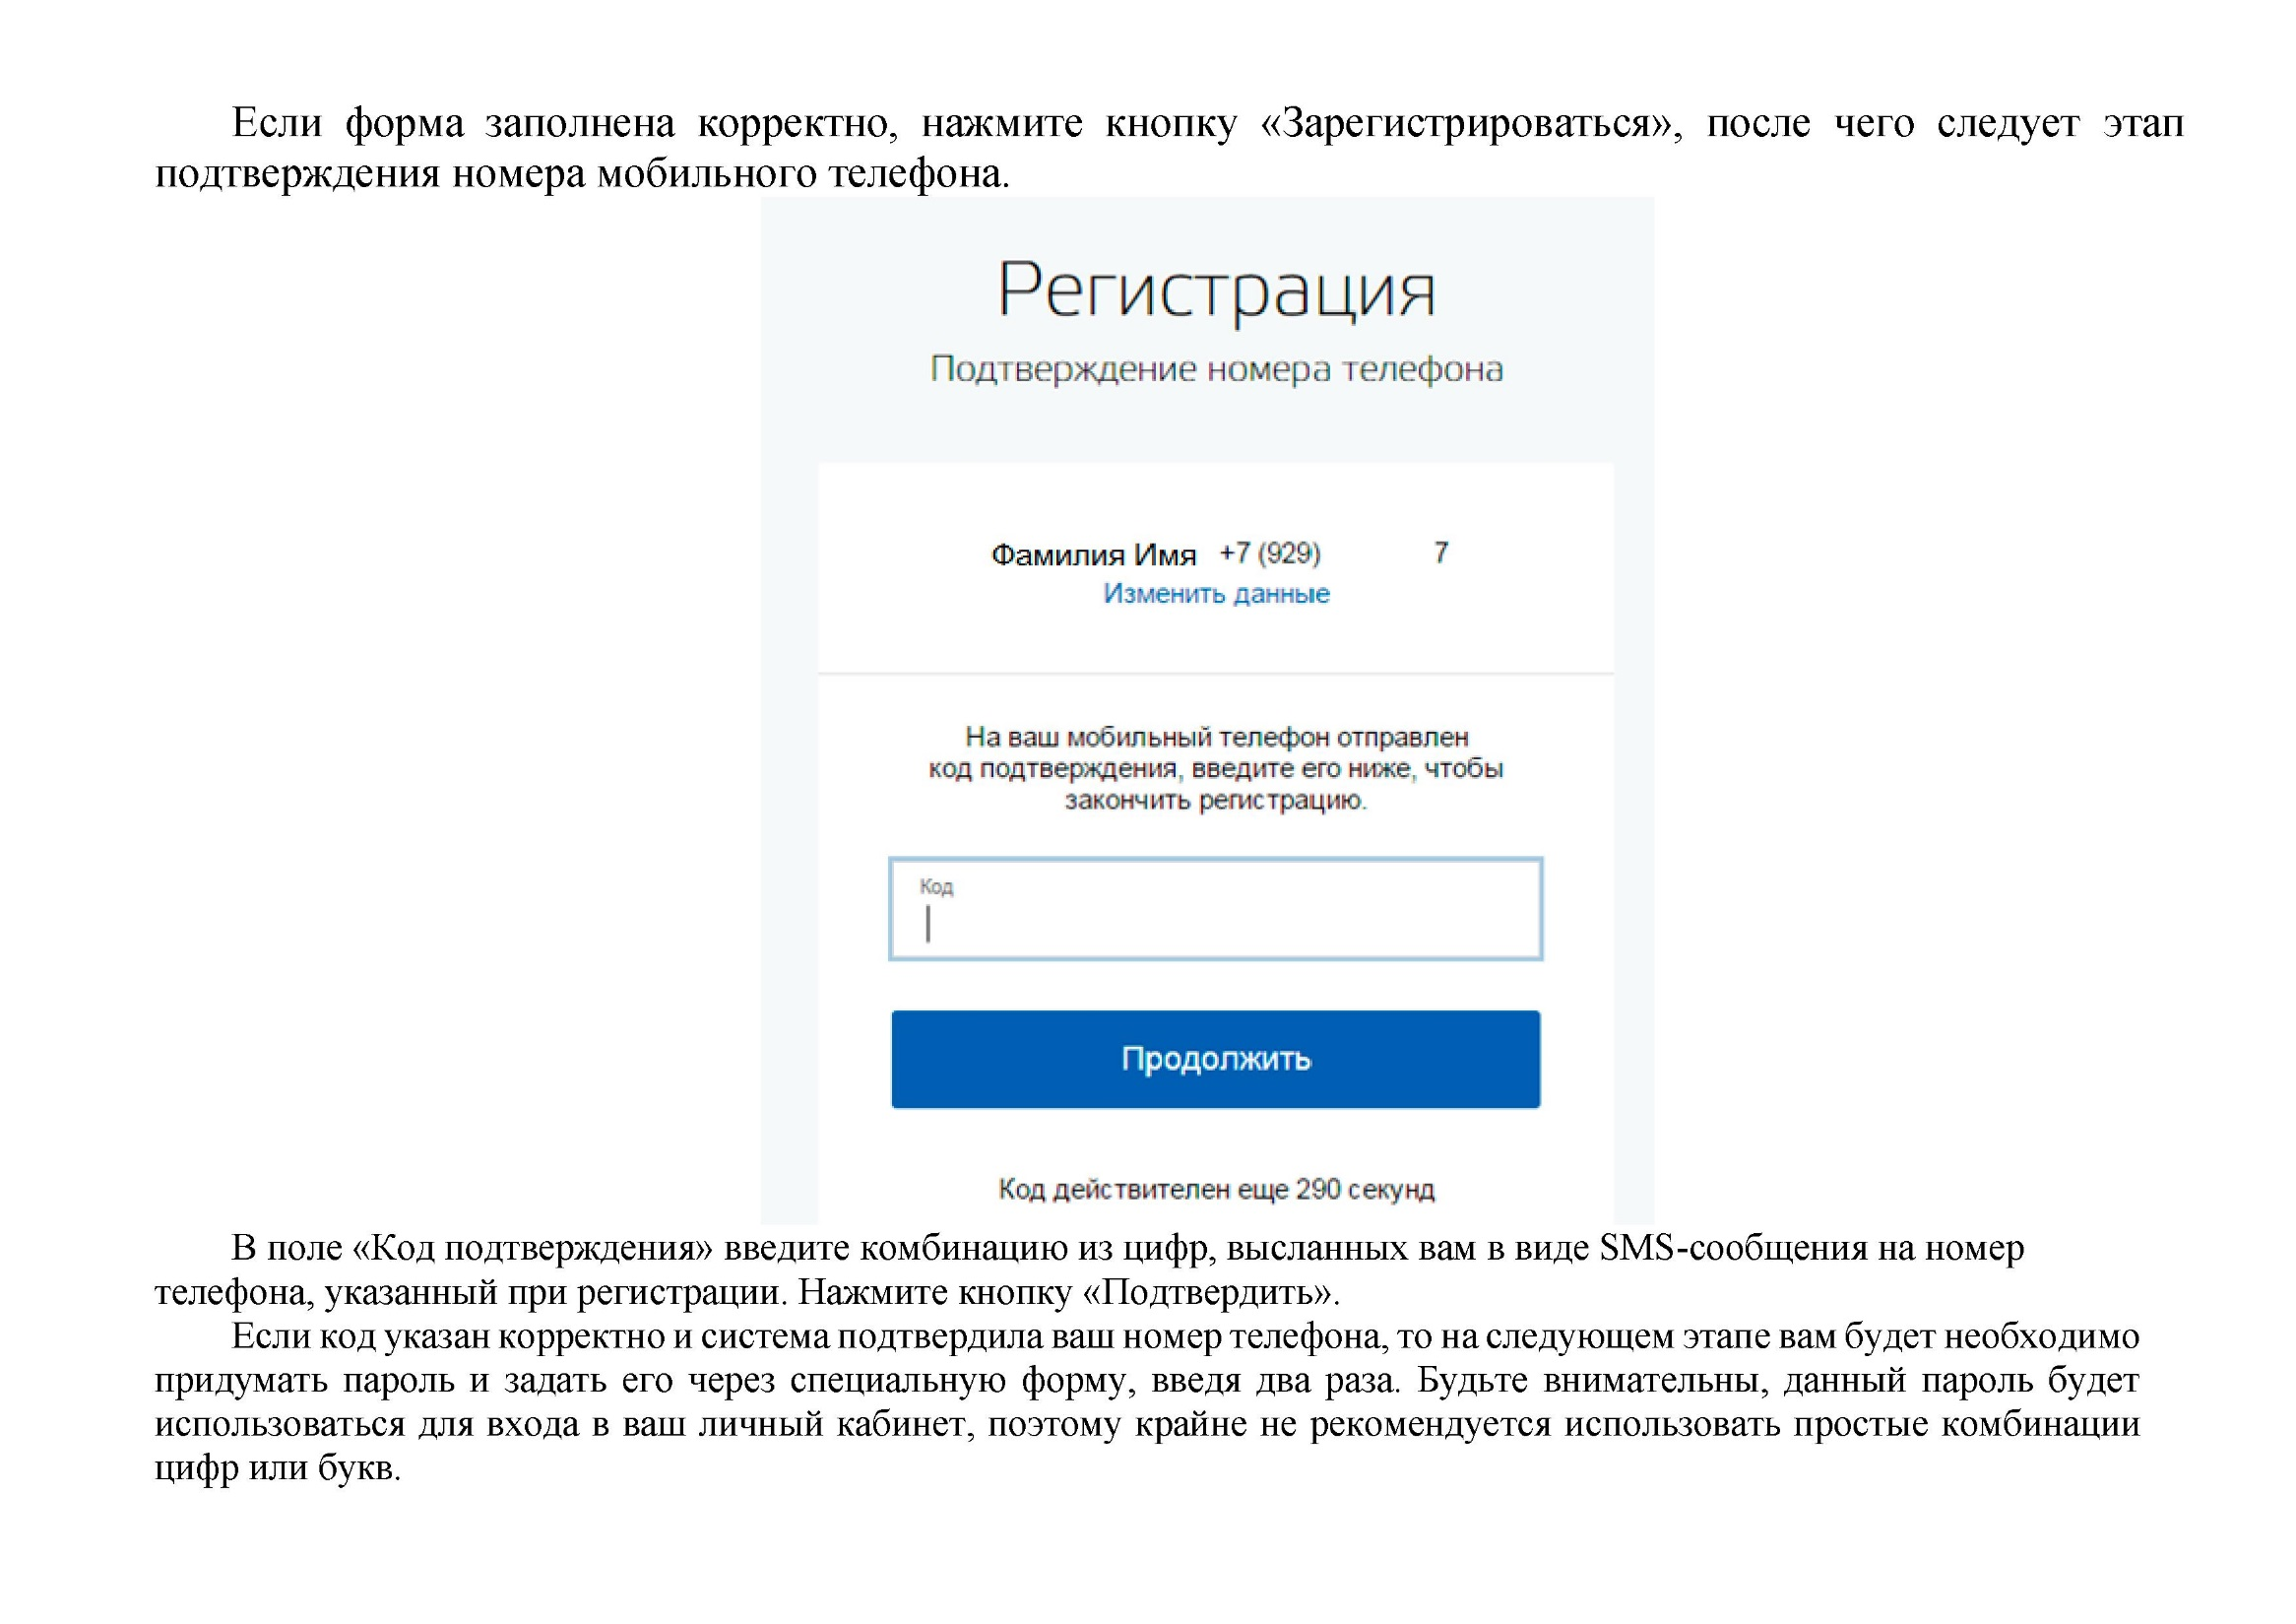 Если форма заполнена корректно, нажмите кнопку «Зарегистрироваться», после чего следует этап
подтверждения номера мобильного телефона.
Регистрация
Подтверждение номера телефона
Фамилия Имя +7 (929) 7
Изменить данные
На ваш мобильный телефон отправлен
код подтверждения, введите его ниже, чтобы
закончить регистрацию.
Код
Продолжить
Код действителен еще 290 секунд
В поле «Код подтверждения» введите комбинацию из цифр, высланных вам в виде SMS-сообщения на номер
телефона, указанный при регистрации. Нажмите кнопку «Подтвердить».
Если код указан корректно и система подтвердила ваш номер телефона, то на следующем этапе вам будет необходимо
придумать пароль и задать его через специальную форму, введя два раза. Будьте внимательны, данный пароль будет
использоваться для входа в ваш личный кабинет, поэтому крайне не рекомендуется использовать простые комбинации
цифр или букв.